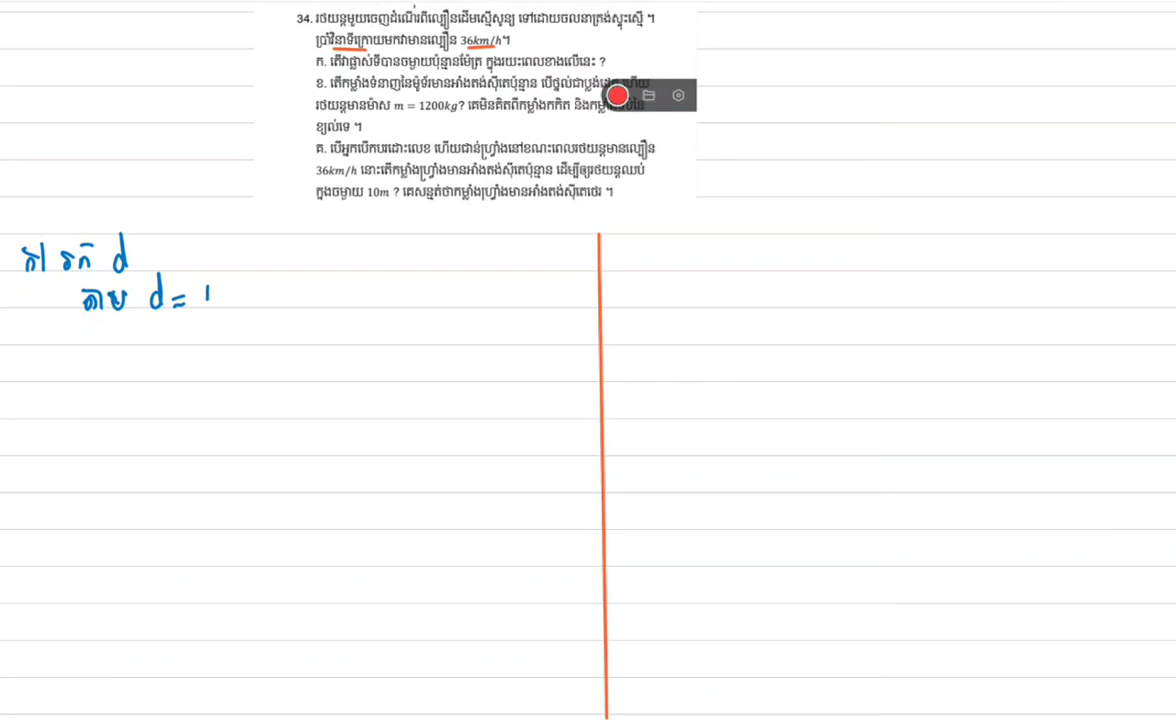 34. រថយន្តមួយចេញដំណើរពីល្បឿនដើមស្មើសូន្យ ទៅដោយចលនាត្រង់ស្ទុះស្មើ ។
ប្រាំវិនាទីក្រោយមកវាមានល្បឿន 36km/h។
ក. តើវាផ្លាស់ទីបានចម្ងាយប៉ុន្មានម៉ែត្រ ក្នុងរយៈពេលខាងលើនេះ ?
ខ. តើកម្លាំងទំនាញនៃម៉ូទ័រមានអាំងតង់ស៊ីតេប៉ុន្មាន បើថ្នល់ជាប្លង់ដេក ហើយ
រថយន្តមានម៉ាស m = 1200kg? គេមិនគិតពីកម្លាំងកកិត និងកម្លាំងទប់នៃ
ខ្យល់ទេ ។
គ. បើអ្នកបើកបរដោះលេខ ហើយជាន់ហ្វ្រាំងនៅខណៈពេលរថយន្តមានល្បឿន
36km/h នោះតើកម្លាំងហ្វ្រាំងមានអាំងតង់ស៊ីតេប៉ុន្មាន ដើម្បីឲ្យរថយន្តឈប់
ក្នុងចម្ងាយ 10m ? គេសន្មត់ថាកម្លាំងហ្វ្រាំងមានអាំងតង់ស៊ីតេថេរ ។
ក/ រក d
តាម d =